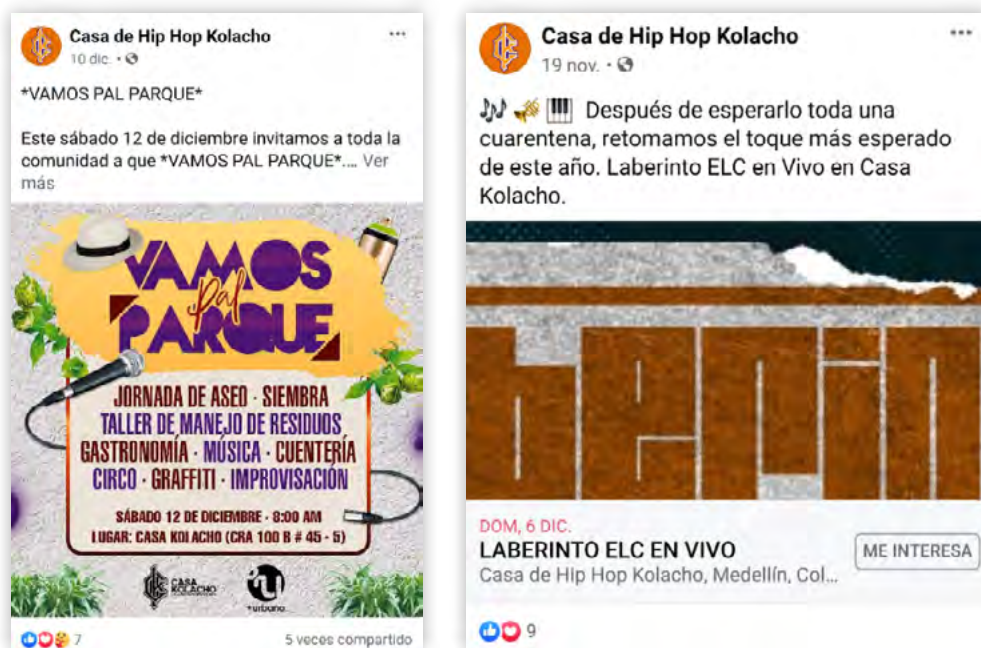 Casa de Hip Hop Kolacho
10 dic.
*VAMOS PAL PARQUE*
Este sábado 12 de diciembre invitamos a toda la
comunidad a que *VAMOS PAL PARQUE*.... Ver
más
VAMOS
pal
PARQUE
JORNADA DE ASEO · SIEMBRA
TALLER DE MANEJO DE RESIDUOS
GASTRONOMÍA · MÚSICA · CUENTERÍA
CIRCO · GRAFFITI · IMPROVISACIÓN
SÁBADO 12 DE DICIEMBRE · 8:00 AM
LUGAR: CASA KOLACHO (CRA 100 B # 45 - 5)
CASA
KOLACHO
+urbano
7
5 veces compartido
Casa de Hip Hop Kolacho
19 nov.
Después de esperarlo toda una
cuarentena, retomamos el toque más esperado
de este año. Laberinto ELC en Vivo en Casa
Kolacho.
DOM, 6 DIC.
LABERINTO ELC EN VIVO
ME INTERESA
Casa de Hip Hop Kolacho, Medellín, Col...
9